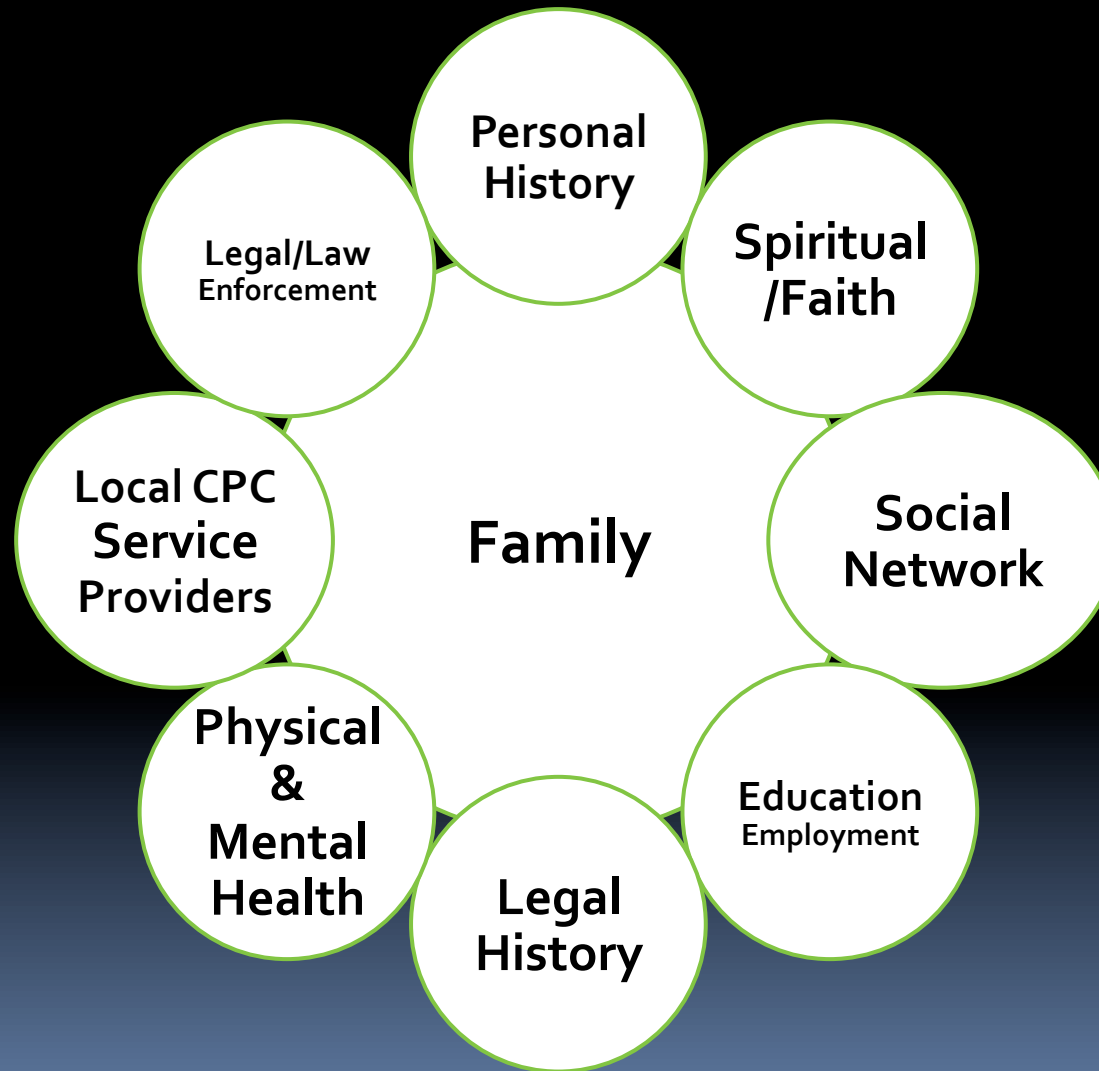 Personal
History
Spiritual
/Faith
Social
Network
Education
Employment
Legal
History
Physical
&
Mental
Health
Local CPC
Service
Providers
Legal/Law
Enforcement
Family